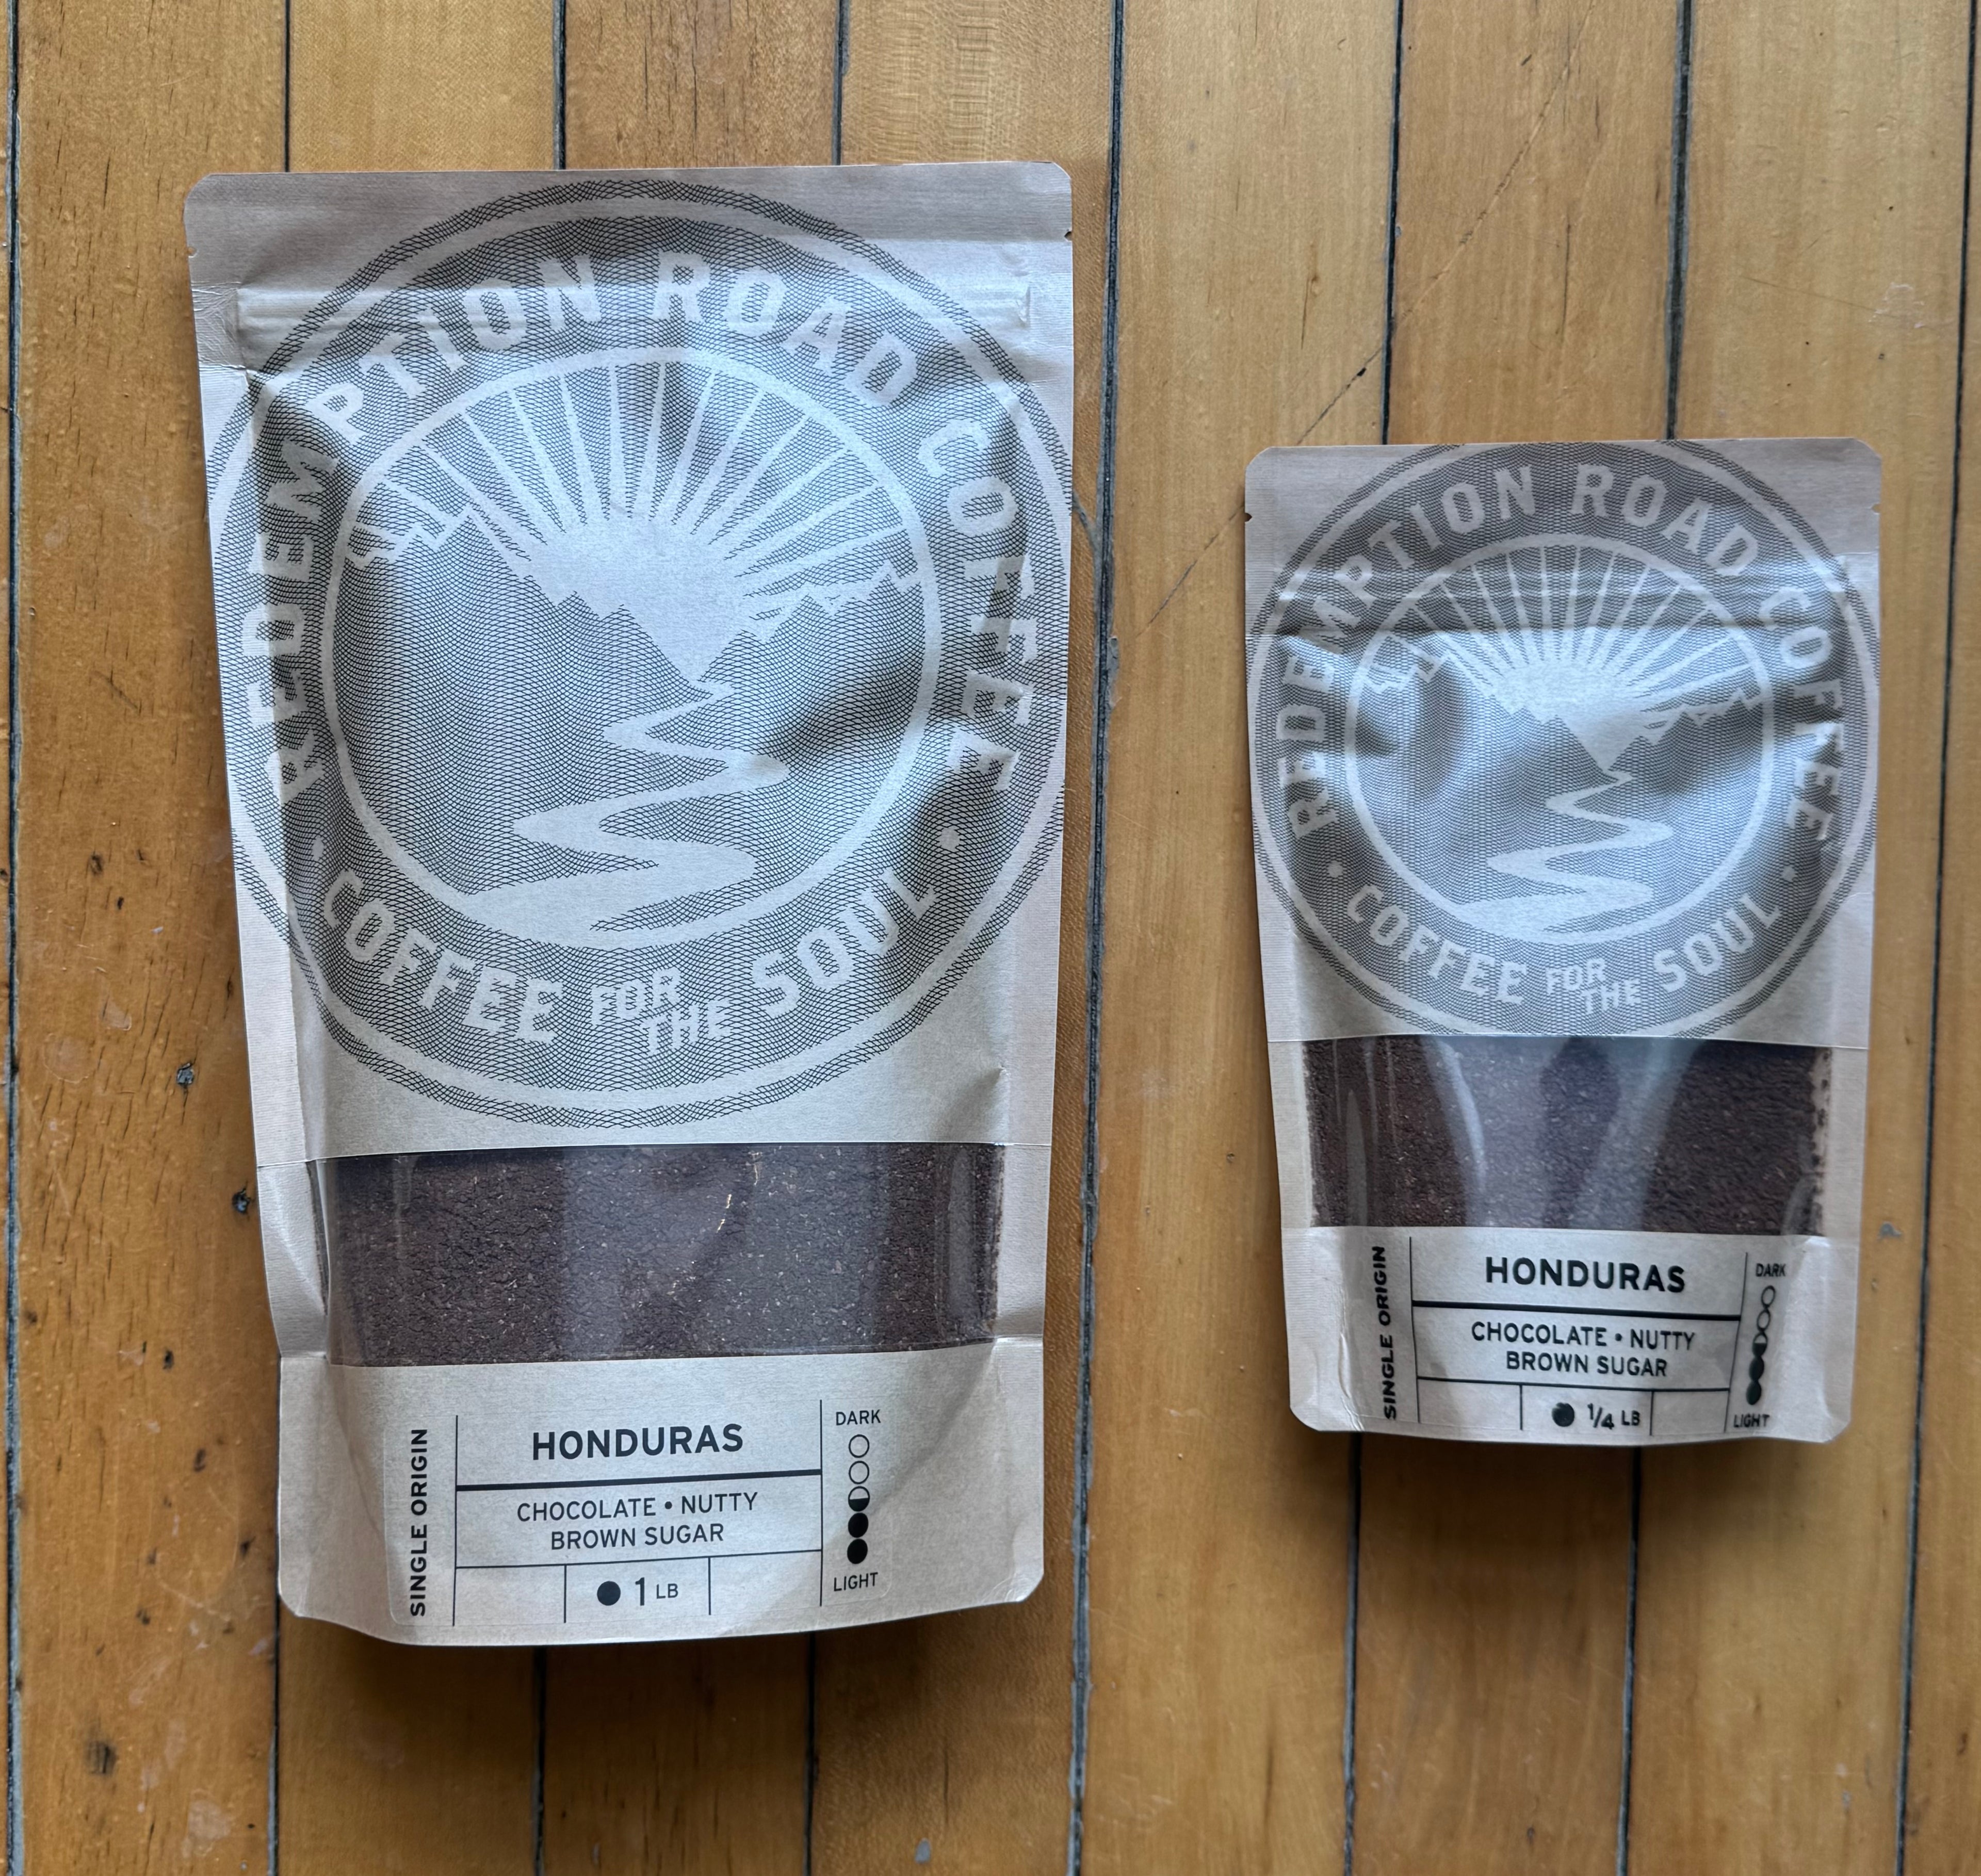 REDEMPTION ROAD COFFEE
• COFFEE FOR THE SOUL •
SINGLE ORIGIN
HONDURAS
CHOCOLATE • NUTTY
BROWN SUGAR
1 LB
DARK
LIGHT
REDEMPTION ROAD COFFEE
• COFFEE FOR THE SOUL •
SINGLE ORIGIN
HONDURAS
CHOCOLATE • NUTTY
BROWN SUGAR
1/4 LB
DARK
LIGHT